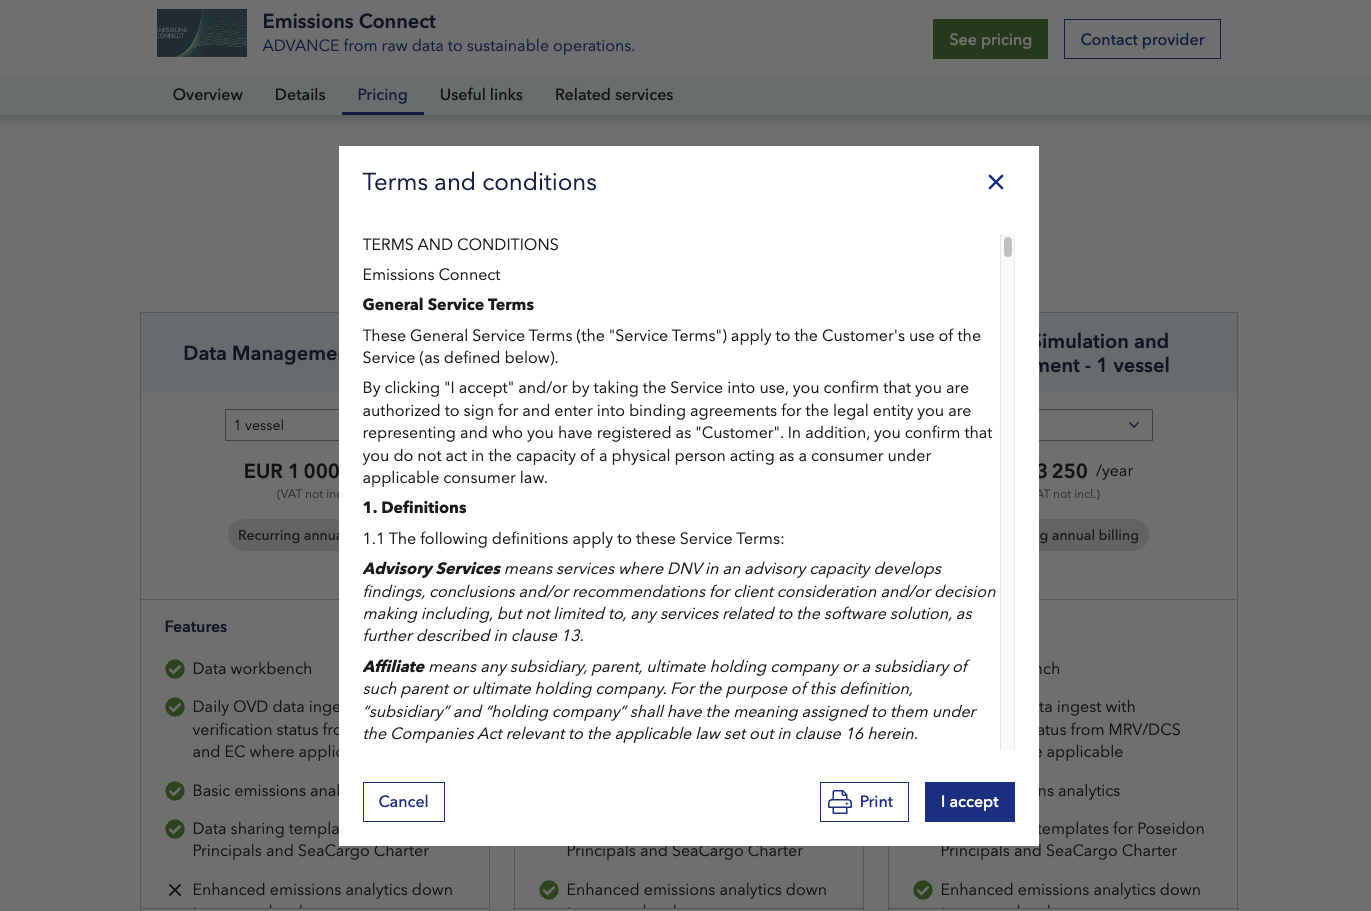 EMISSIONS
CONNECT
Emissions Connect
ADVANCE from raw data to sustainable operations.
See pricing
Contact provider
Overview
Details
Pricing
Useful links
Related services
Terms and conditions
TERMS AND CONDITIONS
Emissions Connect
General Service Terms
These General Service Terms (the "Service Terms") apply to the Customer's use of the
Service (as defined below).
By clicking "I accept" and/or by taking the Service into use, you confirm that you are
authorized to sign for and enter into binding agreements for the legal entity you are
representing and who you have registered as "Customer". In addition, you confirm that
you do not act in the capacity of a physical person acting as a consumer under
applicable consumer law.
1. Definitions
1.1 The following definitions apply to these Service Terms:
Advisory Services means services where DNV in an advisory capacity develops
findings, conclusions and/or recommendations for client consideration and/or decision
making including, but not limited to, any services related to the software solution, as
further described in clause 13.
Affiliate means any subsidiary, parent, ultimate holding company or a subsidiary of
such parent or ultimate holding company. For the purpose of this definition,
“subsidiary” and “holding company” shall have the meaning assigned to them under
the Companies Act relevant to the applicable law set out in clause 16 herein.
Cancel
Print
I accept
Data Manageme
1 vessel
EUR 1 000
(VAT not inc
Recurring annua
Features
Data workbench
Daily OVD data inge
verification status fro
and EC where applic
Basic emissions anal
Data sharing templa
Principals and SeaCargo Charter
Enhanced emissions analytics down
Principals and SeaCargo Charter
Enhanced emissions analytics down
Simulation and
ment - 1 vessel
3 250 /year
AT not incl.)
g annual billing
nch
ta ingest with
atus from MRV/DCS
e applicable
ns analytics
templates for Poseidon
Principals and SeaCargo Charter
Enhanced emissions analytics down